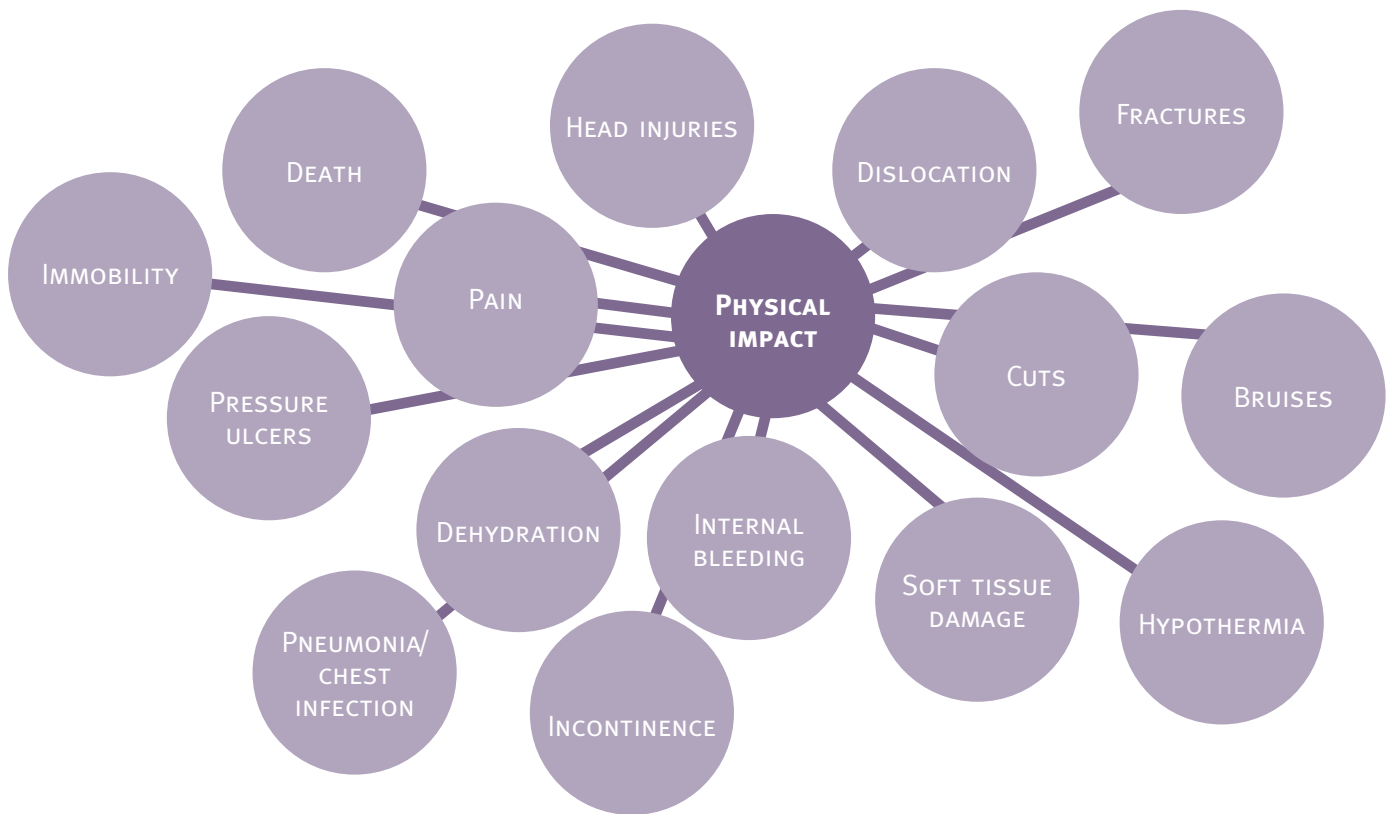 Head injuries
Fractures
Death
Dislocation
Immobility
Pain
Physical
impact
Cuts
Bruises
Pressure
ulcers
Dehydration
Internal
bleeding
Soft tissue
damage
Hypothermia
Pneumonia/
chest
infection
Incontinence